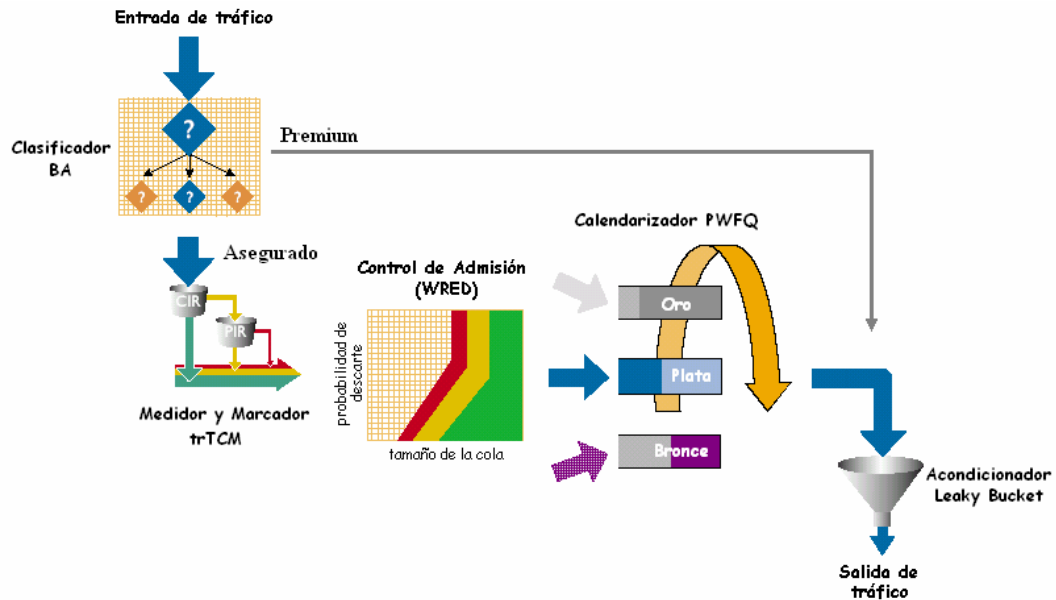 Entrada de tráfico
?
? ? ?
Clasificador
BA
Premium
Asegurado
CIR
PIR
Medidor y Marcador
trTCM
Control de Admisión
(WRED)
probabilidad de
descarte
tamaño de la cola
Calendarizador PWFQ
Oro
Plata
Bronce
Acondicionador
Leaky Bucket
Salida de
tráfico